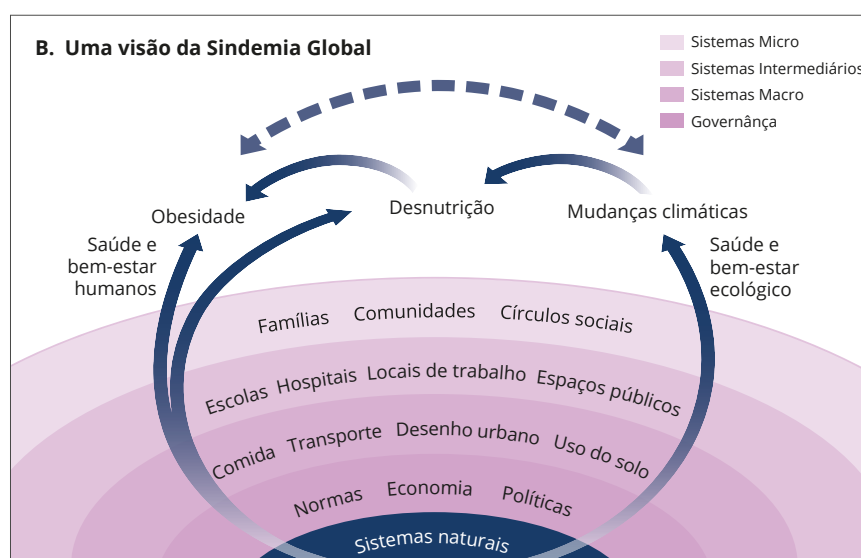 B. Uma visão da Sindemia Global
Sistemas Micro
Sistemas Intermediários
Sistemas Macro
Governânça
Obesidade
Desnutrição
Mudanças climáticas
Saúde e
bem-estar
humanos
Saúde e
bem-estar
ecológico
Famílias Comunidades Círculos sociais
Escolas Hospitais Locais de trabalho Espaços públicos
Comida Transporte Desenho urbano Uso do solo
Normas Economia Políticas
Sistemas naturais